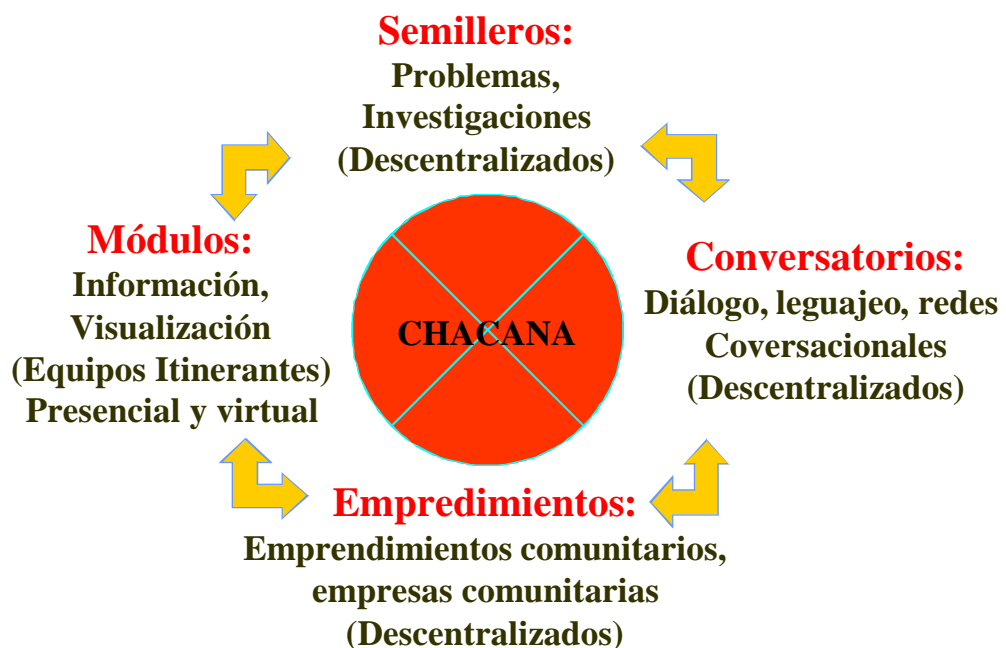 Semilleros:
Problemas,
Investigaciones
(Descentralizados)
Módulos:
Información,
Visualización
(Equipos Itinerantes)
Presencial y virtual
CHACANA
Conversatorios:
Diálogo, leguajeo, redes
Coversacionales
(Descentralizados)
Empredimientos:
Emprendimientos comunitarios,
empresas comunitarias
(Descentralizados)